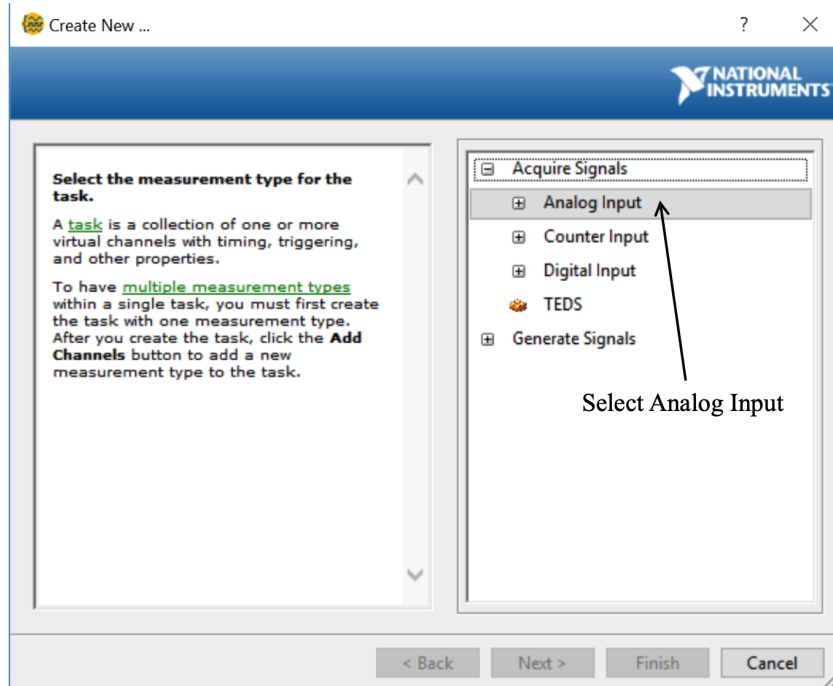 Create New ...
?
NATIONAL
INSTRUMENTS
Select the measurement type for the
task.
A task is a collection of one or more
virtual channels with timing, triggering,
and other properties.
To have multiple measurement types
within a single task, you must first create
the task with one measurement type.
After you create the task, click the Add
Channels button to add a new
measurement type to the task.
Acquire Signals
Analog Input
Counter Input
Digital Input
TEDS
Generate Signals
Select Analog Input
< Back
Next >
Finish
Cancel